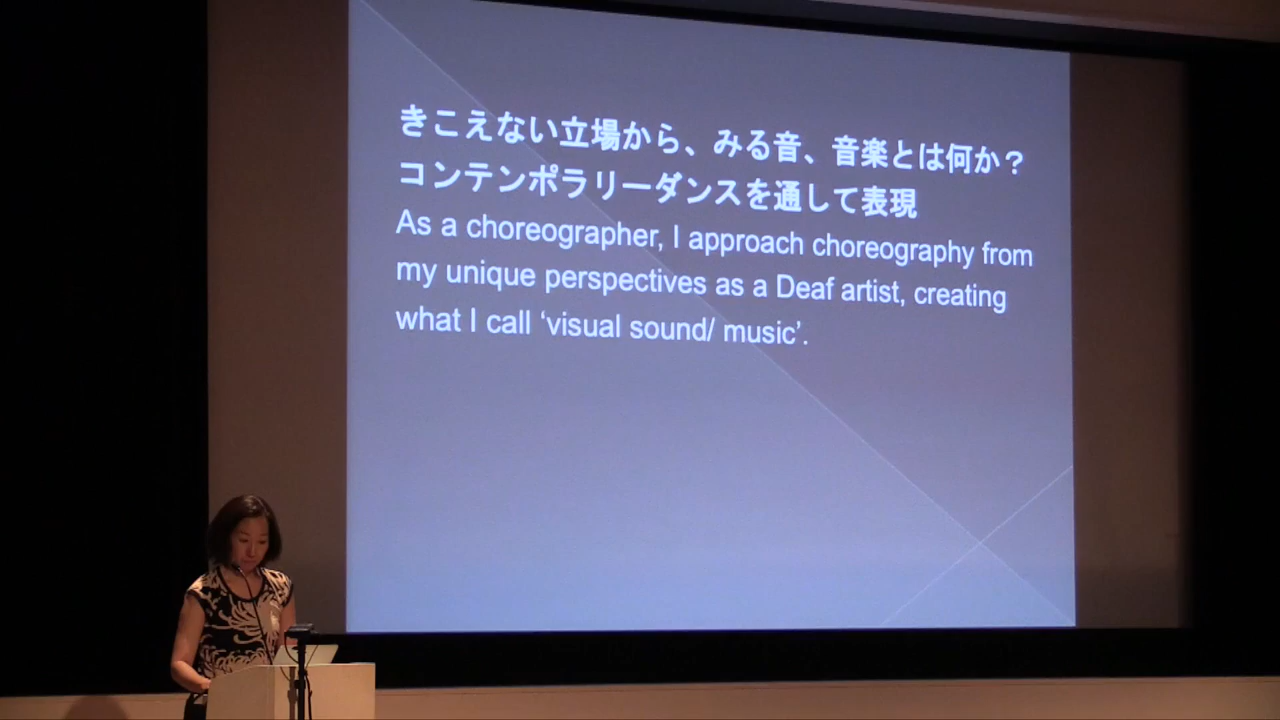 きこえない立場から、みる音、音楽とは何か？
コンテンポラリーダンスを通して表現
As a choreographer, I approach choreography from
my unique perspectives as a Deaf artist, creating
what I call ‘visual sound/ music’.